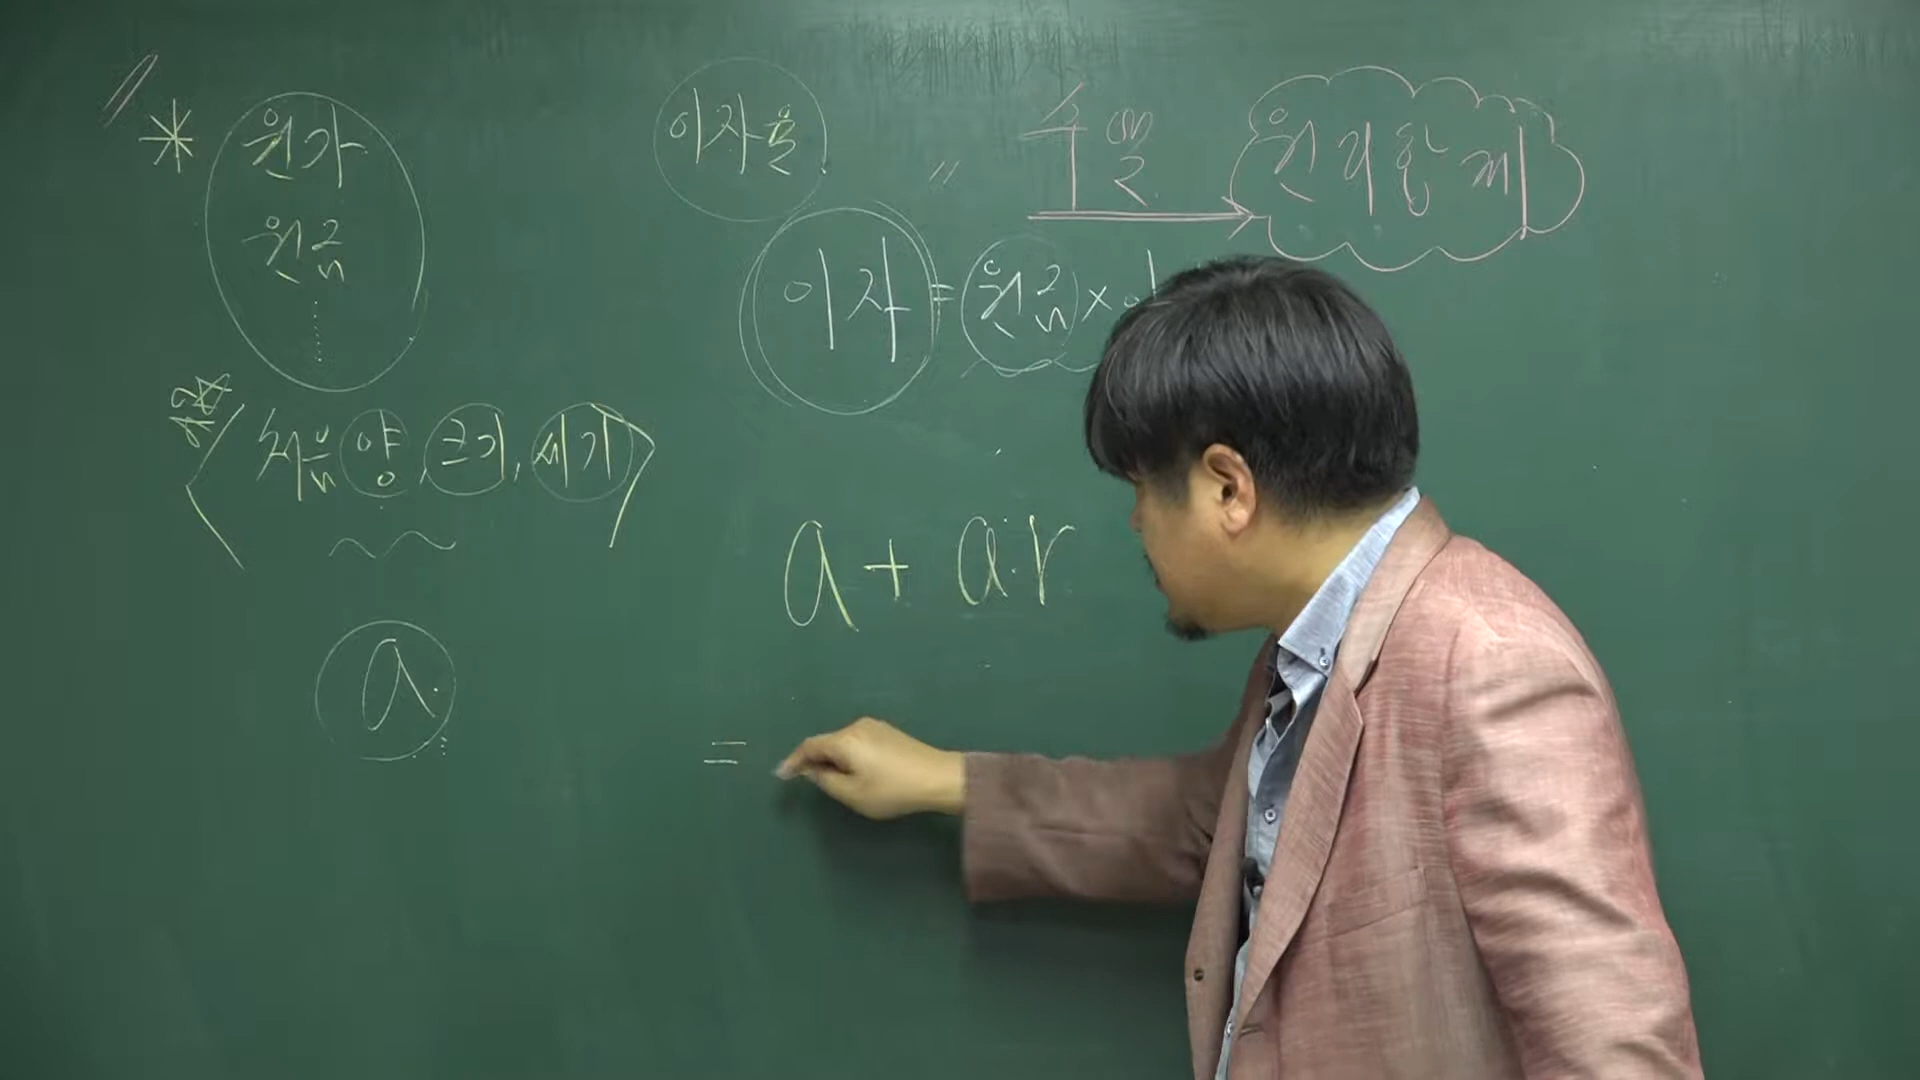 원가
원금
이자율
수열
원리합계
이자 = 원금 ×
처음 양, 크기, 세기
a
a + a·r
=